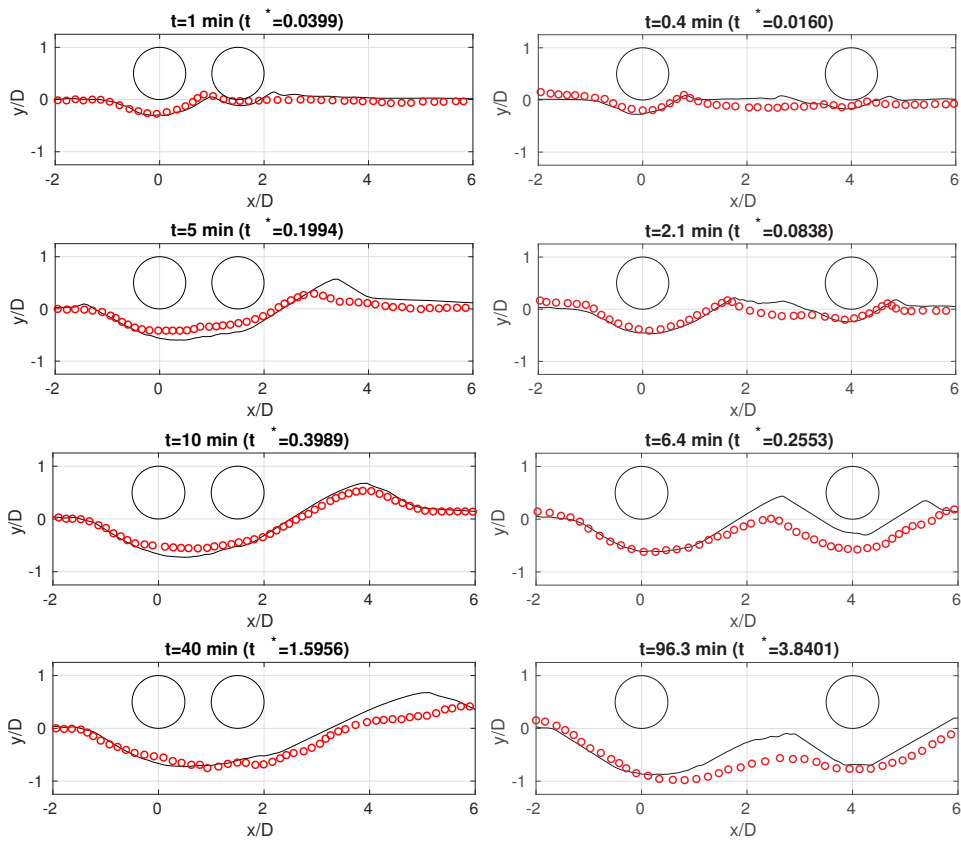 t=1 min (t *=0.0399)
1
0
-1
y/D
-2 0 2 4 6
x/D
t=0.4 min (t *=0.0160)
1
0
-1
y/D
-2 0 2 4 6
x/D
t=5 min (t *=0.1994)
1
0
-1
y/D
-2 0 2 4 6
x/D
t=2.1 min (t *=0.0838)
1
0
-1
y/D
-2 0 2 4 6
x/D
t=10 min (t *=0.3989)
1
0
-1
y/D
-2 0 2 4 6
x/D
t=6.4 min (t *=0.2553)
1
0
-1
y/D
-2 0 2 4 6
x/D
t=40 min (t *=1.5956)
1
0
-1
y/D
-2 0 2 4 6
x/D
t=96.3 min (t *=3.8401)
1
0
-1
y/D
-2 0 2 4 6
x/D